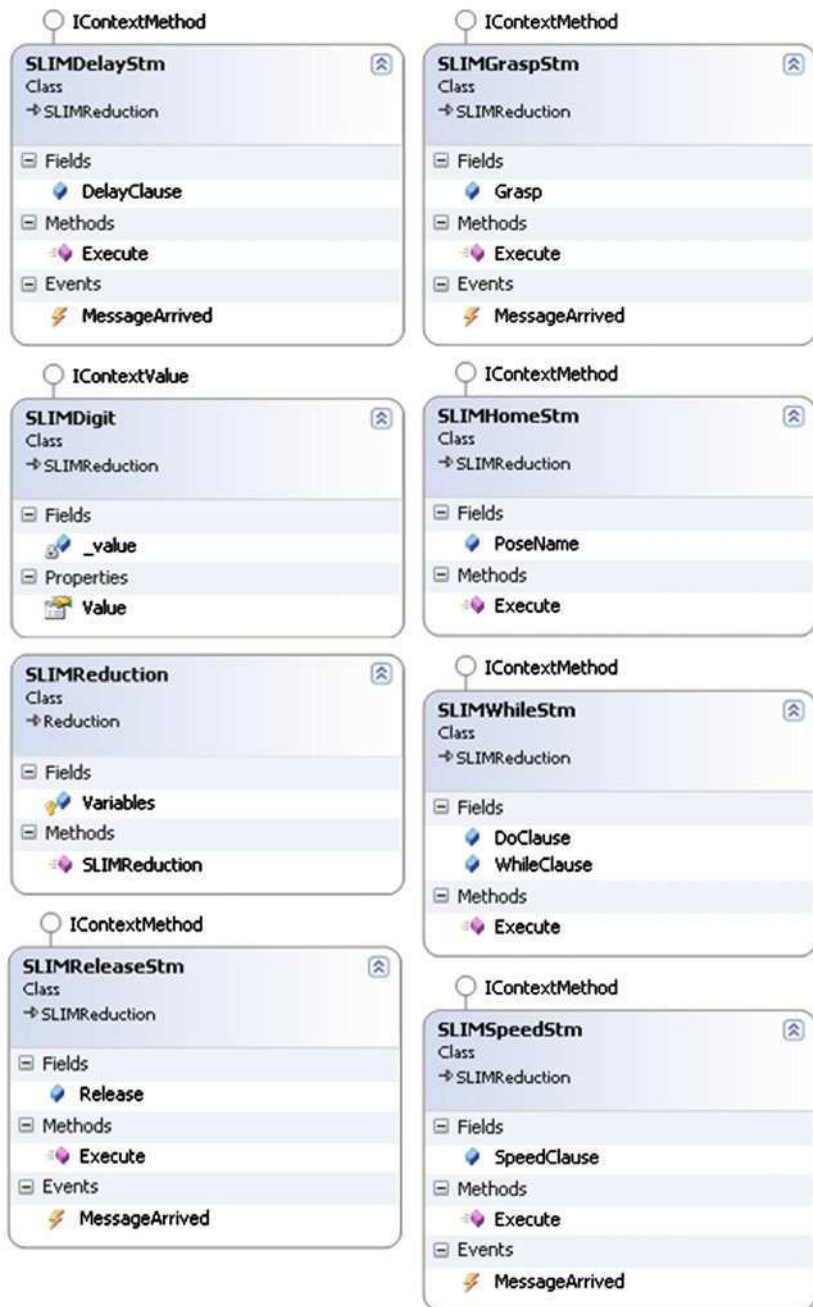 IContextMethod
SLIMDelayStm
Class
SLIMReduction
Fields
DelayClause
Methods
Execute
Events
MessageArrived
IContextValue
SLIMDigit
Class
SLIMReduction
Fields
_value
Properties
Value
SLIMReduction
Class
Reduction
Fields
Variables
Methods
SLIMReduction
IContextMethod
SLIMReleaseStm
Class
SLIMReduction
Fields
Release
Methods
Execute
Events
MessageArrived
IContextMethod
SLIMGraspStm
Class
SLIMReduction
Fields
Grasp
Methods
Execute
Events
MessageArrived
IContextMethod
SLIMHomeStm
Class
SLIMReduction
Fields
PoseName
Methods
Execute
IContextMethod
SLIMWhileStm
Class
SLIMReduction
Fields
DoClause
WhileClause
Methods
Execute
IContextMethod
SLIMSpeedStm
Class
SLIMReduction
Fields
SpeedClause
Methods
Execute
Events
MessageArrived